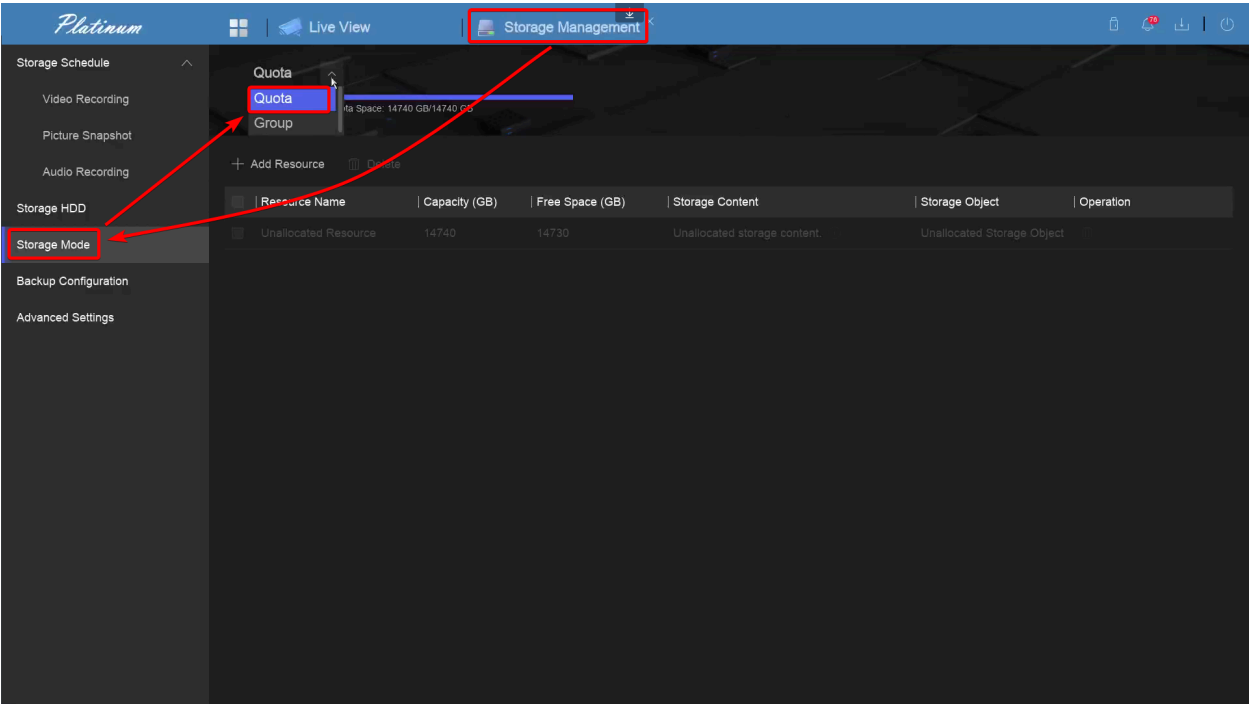 Platinum
Live View
Storage Management
76
Storage Schedule
Quota
Quota
ta Space: 14740 GB/14740 GB
Group
Video Recording
Picture Snapshot
Add Resource
Delete
Audio Recording
Resource Name
Capacity (GB)
Free Space (GB)
Storage Content
Storage Object
Operation
Storage HDD
Unallocated Resource
14740
14730
Unallocated storage content.
Unallocated Storage Object
Storage Mode
Backup Configuration
Advanced Settings